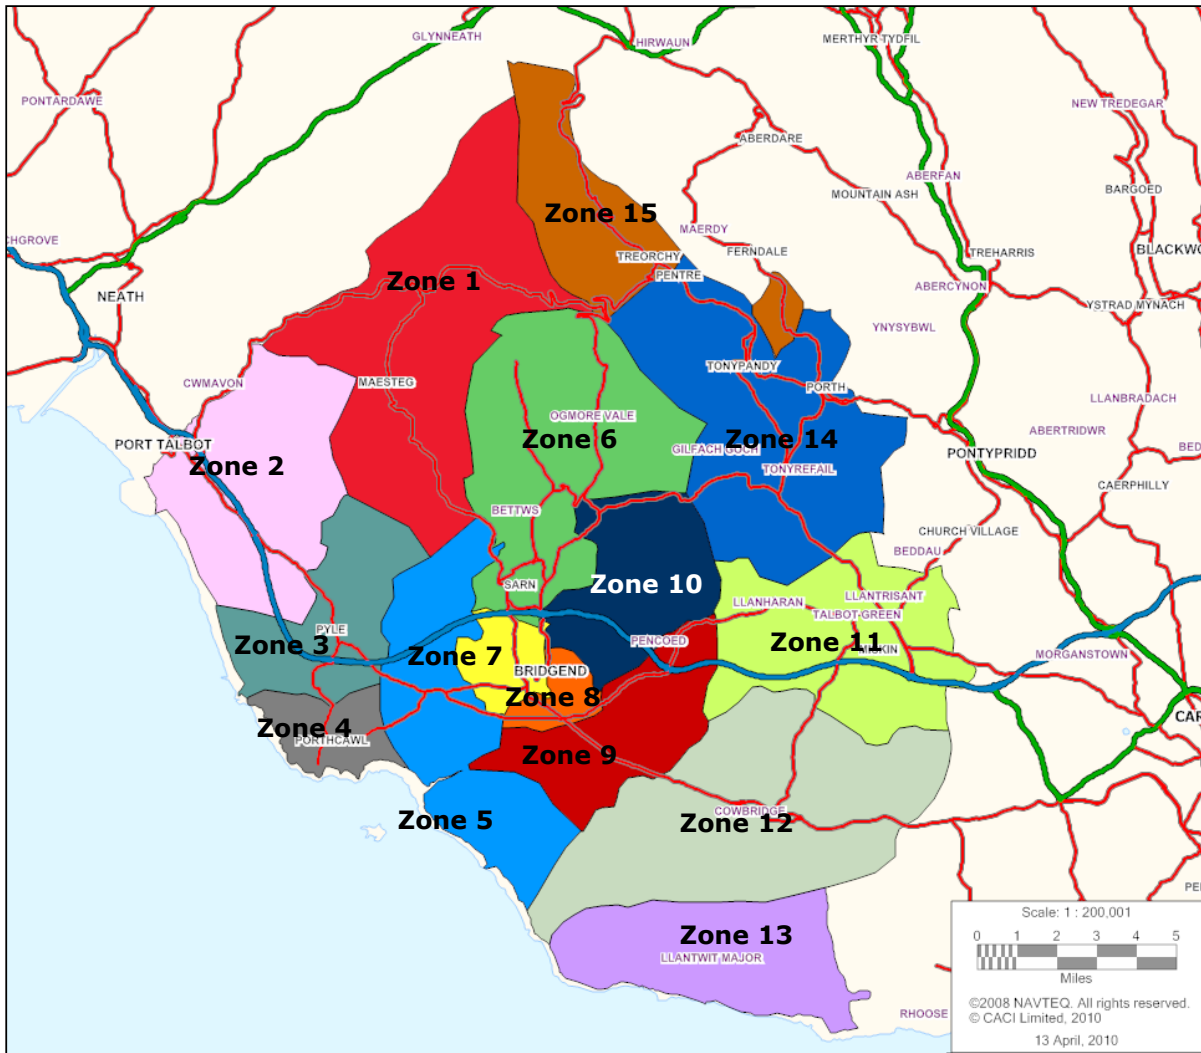 GLYNNEATH
HIRWAUN
MERTHYR TYDFIL
PONTARDAWE
NEW TREDEGAR
ABERDARE
ABERFAN
MOUNTAIN ASH
BARGOED
Zone 15
MAERDY
CHGROVE
TREORCHY
FERNDALE
TREHARRIS
BLACKWO
PENTRE
Zone 1
ABERCYNON
NEATH
YSTRAD MYNACH
YNYSYBWL
CWMAVON
MAESTEG
TONYPANDY
PORTH
LLANBRADACH
OGMORE VALE
ABERTRIDWR
PORT TALBOT
Zone 6
Zone 14
GILFACH GOCH
BED
PONTYPRIDD
Zone 2
TONYREFAIL
CAERPHILLY
BETTWS
CHURCH VILLAGE
BEDDAU
SARN
Zone 10
LLANTRISANT
LLANHARAN
TALBOT GREEN
PYLE
Zone 3
PENCOED
Zone 11
MISKIN
Zone 7
MORGANSTOWN
BRIDGEND
Zone 8
CAR
Zone 4
PORTHCAWL
Zone 9
COWBRIDGE
Zone 5
Zone 12
PE
Zone 13
LLANTWIT MAJOR
RHOOSE
Scale: 1 : 200,001
0 1 2 3 4 5
Miles
©2008 NAVTEQ. All rights reserved.
© CACI Limited, 2010
13 April, 2010